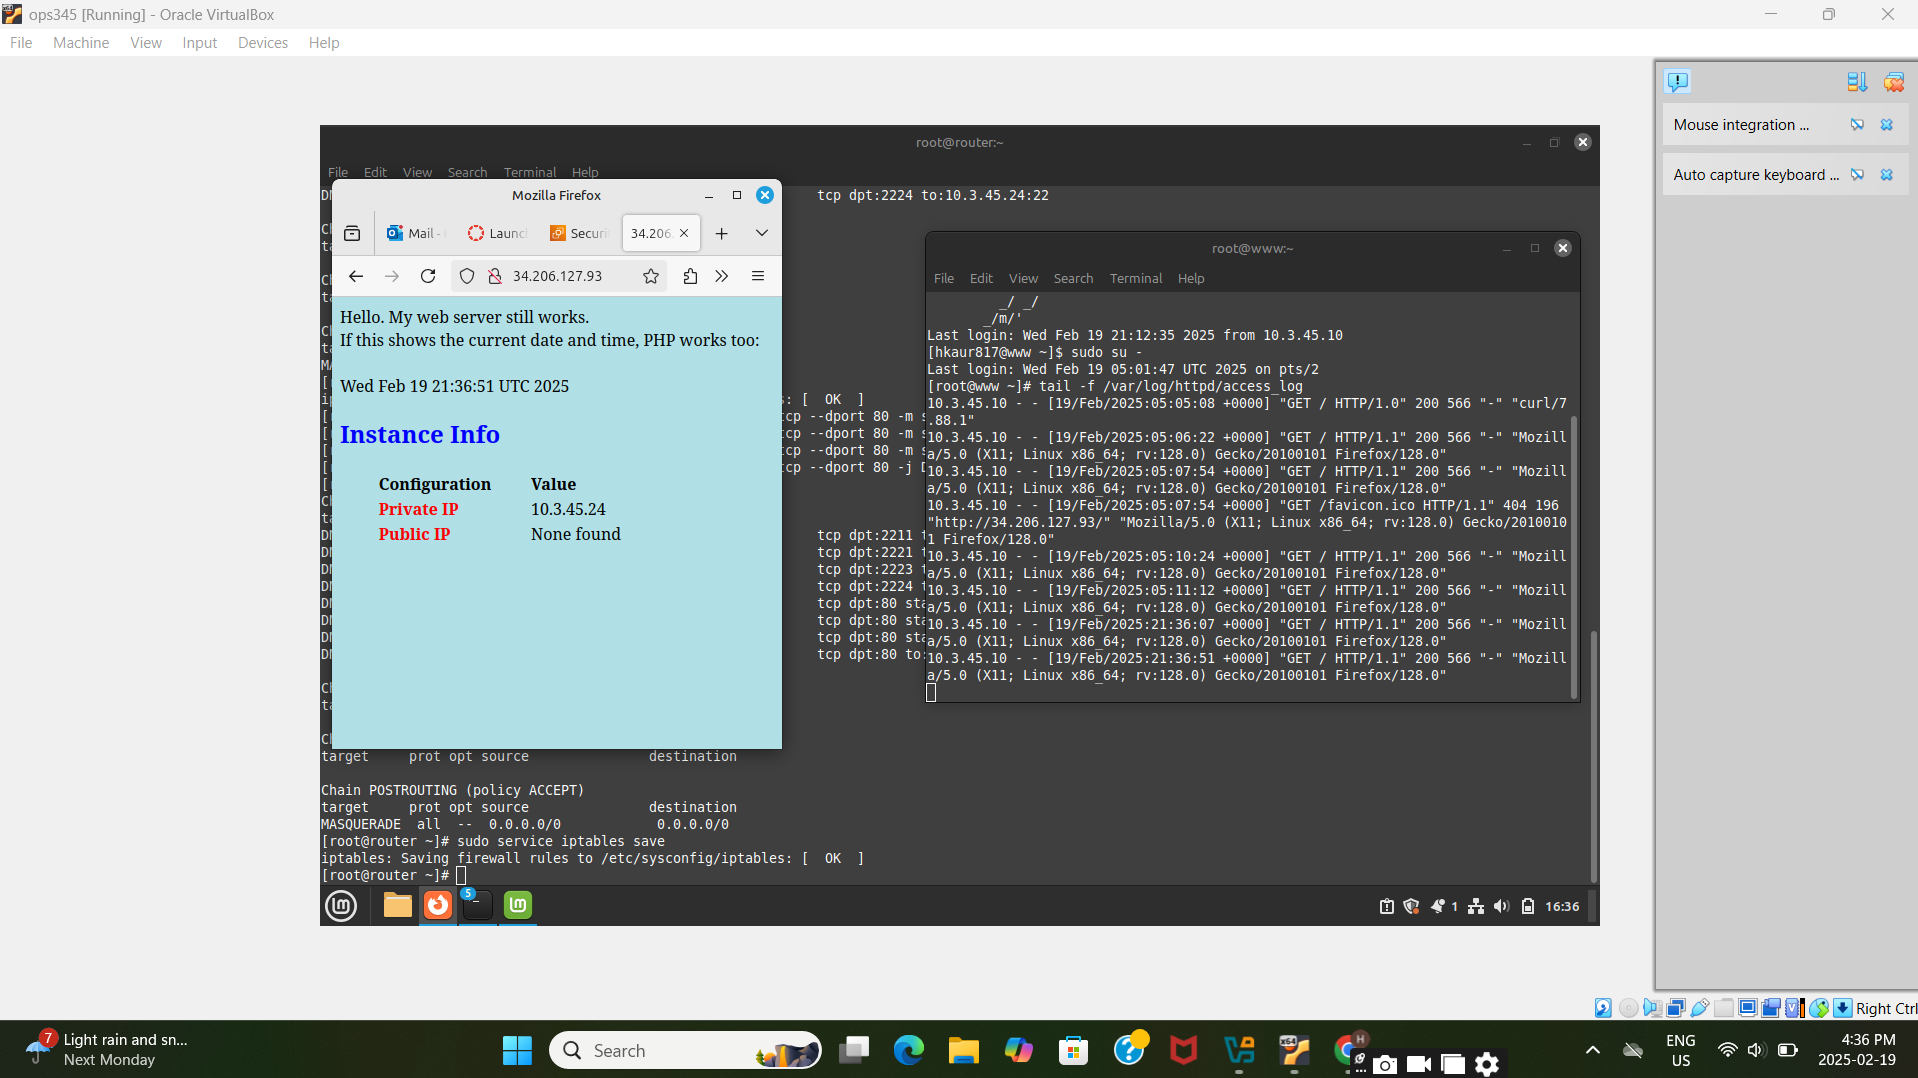 ops345 [Running] - Oracle VirtualBox
File Machine View Input Devices Help
Mouse integration ...
Auto capture keyboard ...
root@router:~
File Edit View Search Terminal Help
tcp dpt:2224 to:10.3.45.24:22
: [ OK ]
tcp --dport 80 -m
tcp --dport 80 -m
tcp --dport 80 -m
tcp --dport 80 -j
tcp dpt:2211
tcp dpt:2221
tcp dpt:2223
tcp dpt:2224
tcp dpt:80 sta
tcp dpt:80 sta
tcp dpt:80 sta
tcp dpt:80 to:
target prot opt source destination
Chain POSTROUTING (policy ACCEPT)
target prot opt source destination
MASQUERADE all -- 0.0.0.0/0 0.0.0.0/0
[root@router ~]# sudo service iptables save
iptables: Saving firewall rules to /etc/sysconfig/iptables: [ OK ]
[root@router ~]#
Mozilla Firefox
Mail - Launc Securi 34.206.
34.206.127.93
Hello. My web server still works.
If this shows the current date and time, PHP works too:
Wed Feb 19 21:36:51 UTC 2025
Instance Info
Configuration Value
Private IP 10.3.45.24
Public IP None found
root@www:~
File Edit View Search Terminal Help
_/ _/
_/m/'
Last login: Wed Feb 19 21:12:35 2025 from 10.3.45.10
[hkaur817@www ~]$ sudo su -
Last login: Wed Feb 19 05:01:47 UTC 2025 on pts/2
[root@www ~]# tail -f /var/log/httpd/access_log
10.3.45.10 - - [19/Feb/2025:05:05:08 +0000] "GET / HTTP/1.0" 200 566 "-" "curl/7
.88.1"
10.3.45.10 - - [19/Feb/2025:05:06:22 +0000] "GET / HTTP/1.1" 200 566 "-" "Mozill
a/5.0 (X11; Linux x86_64; rv:128.0) Gecko/20100101 Firefox/128.0"
10.3.45.10 - - [19/Feb/2025:05:07:54 +0000] "GET / HTTP/1.1" 200 566 "-" "Mozill
a/5.0 (X11; Linux x86_64; rv:128.0) Gecko/20100101 Firefox/128.0"
10.3.45.10 - - [19/Feb/2025:05:07:54 +0000] "GET /favicon.ico HTTP/1.1" 404 196
"http://34.206.127.93/" "Mozilla/5.0 (X11; Linux x86_64; rv:128.0) Gecko/2010010
1 Firefox/128.0"
10.3.45.10 - - [19/Feb/2025:05:10:24 +0000] "GET / HTTP/1.1" 200 566 "-" "Mozill
a/5.0 (X11; Linux x86_64; rv:128.0) Gecko/20100101 Firefox/128.0"
10.3.45.10 - - [19/Feb/2025:05:11:12 +0000] "GET / HTTP/1.1" 200 566 "-" "Mozill
a/5.0 (X11; Linux x86_64; rv:128.0) Gecko/20100101 Firefox/128.0"
10.3.45.10 - - [19/Feb/2025:21:36:07 +0000] "GET / HTTP/1.1" 200 566 "-" "Mozill
a/5.0 (X11; Linux x86_64; rv:128.0) Gecko/20100101 Firefox/128.0"
10.3.45.10 - - [19/Feb/2025:21:36:51 +0000] "GET / HTTP/1.1" 200 566 "-" "Mozill
a/5.0 (X11; Linux x86_64; rv:128.0) Gecko/20100101 Firefox/128.0"
5
1 16:36
Right Ctrl
7
Light rain and sn...
Next Monday
Search
ENG
US
4:36 PM
2025-02-19